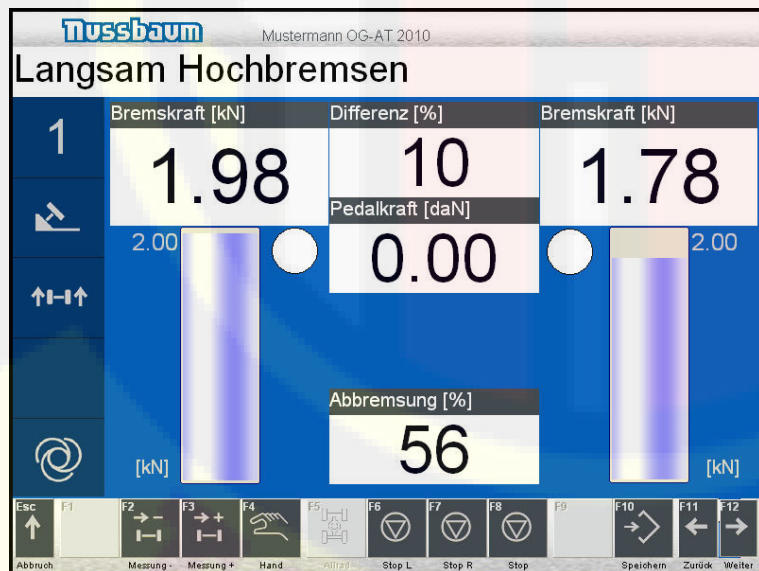 nussbaum
Mustermann OG-AT 2010
Langsam Hochbremsen
1
Bremskraft [kN]
Differenz [%]
Bremskraft [kN]
1.98
10
1.78
Pedalkraft [daN]
0.00
2.00
2.00
Abbremsung [%]
56
[kN]
[kN]
Esc
F1
F2
F3
F4
F5
F6
F7
F8
F9
F10
F11
F12
Abbruch
Messung -
Messung +
Hand
Allrad
Stop L
Stop R
Stop
Speichern
Zurück
Weiter